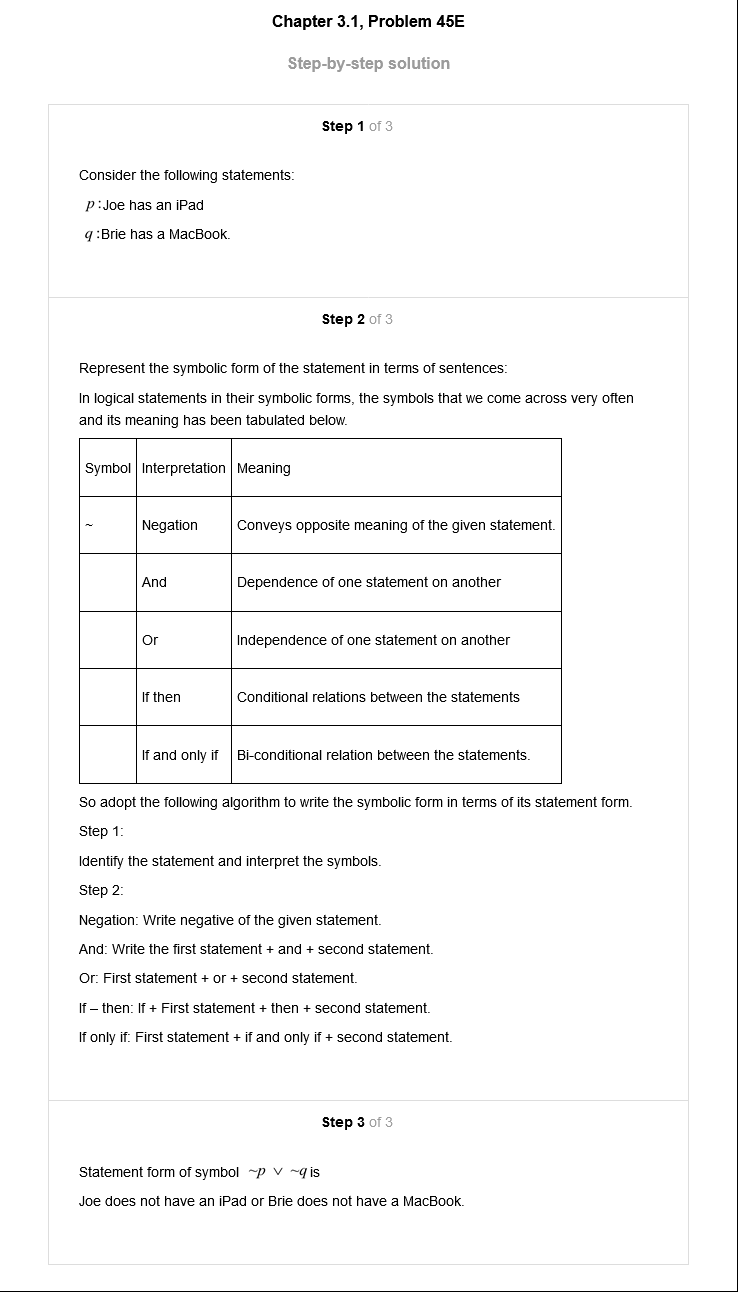 Chapter 3.1, Problem 45E
Step-by-step solution
Step 1 of 3
Consider the following statements:
p :Joe has an iPad
q :Brie has a MacBook.
Step 2 of 3
Represent the symbolic form of the statement in terms of sentences:
In logical statements in their symbolic forms, the symbols that we come across very often
and its meaning has been tabulated below.
Symbol Interpretation Meaning
~ Negation Conveys opposite meaning of the given statement.
And Dependence of one statement on another
Or Independence of one statement on another
If then Conditional relations between the statements
If and only if Bi-conditional relation between the statements.
So adopt the following algorithm to write the symbolic form in terms of its statement form.
Step 1:
Identify the statement and interpret the symbols.
Step 2:
Negation: Write negative of the given statement.
And: Write the first statement + and + second statement.
Or: First statement + or + second statement.
If – then: If + First statement + then + second statement.
If only if: First statement + if and only if + second statement.
Step 3 of 3
Statement form of symbol ~p ∨ ~q is
Joe does not have an iPad or Brie does not have a MacBook.